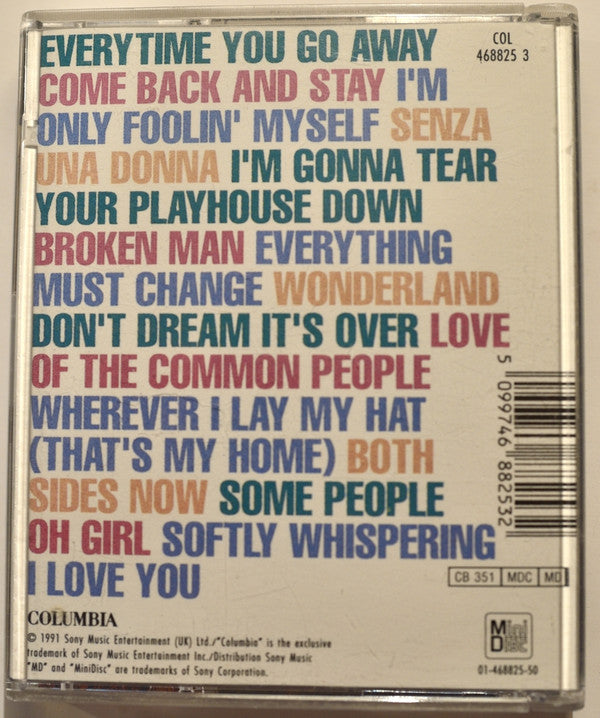 EVERYTIME YOU GO AWAY
COME BACK AND STAY I'M
ONLY FOOLIN' MYSELF SENZA
UNA DONNA I'M GONNA TEAR
YOUR PLAYHOUSE DOWN
BROKEN MAN EVERYTHING
MUST CHANGE WONDERLAND
DON'T DREAM IT'S OVER LOVE
OF THE COMMON PEOPLE
WHEREVER I LAY MY HAT
(THAT'S MY HOME) BOTH
SIDES NOW SOME PEOPLE
OH GIRL SOFTLY WHISPERING
I LOVE YOU
COL
468825 3
5 099746 882532
CB 351 MDC MD
COLUMBIA
© 1991 Sony Music Entertainment (UK) Ltd./"Columbia" is the exclusive
trademark of Sony Music Entertainment Inc./Distribution Sony Music
"MD" and "MiniDisc" are trademarks of Sony Corporation.
Mini
Disc
01-468825-50